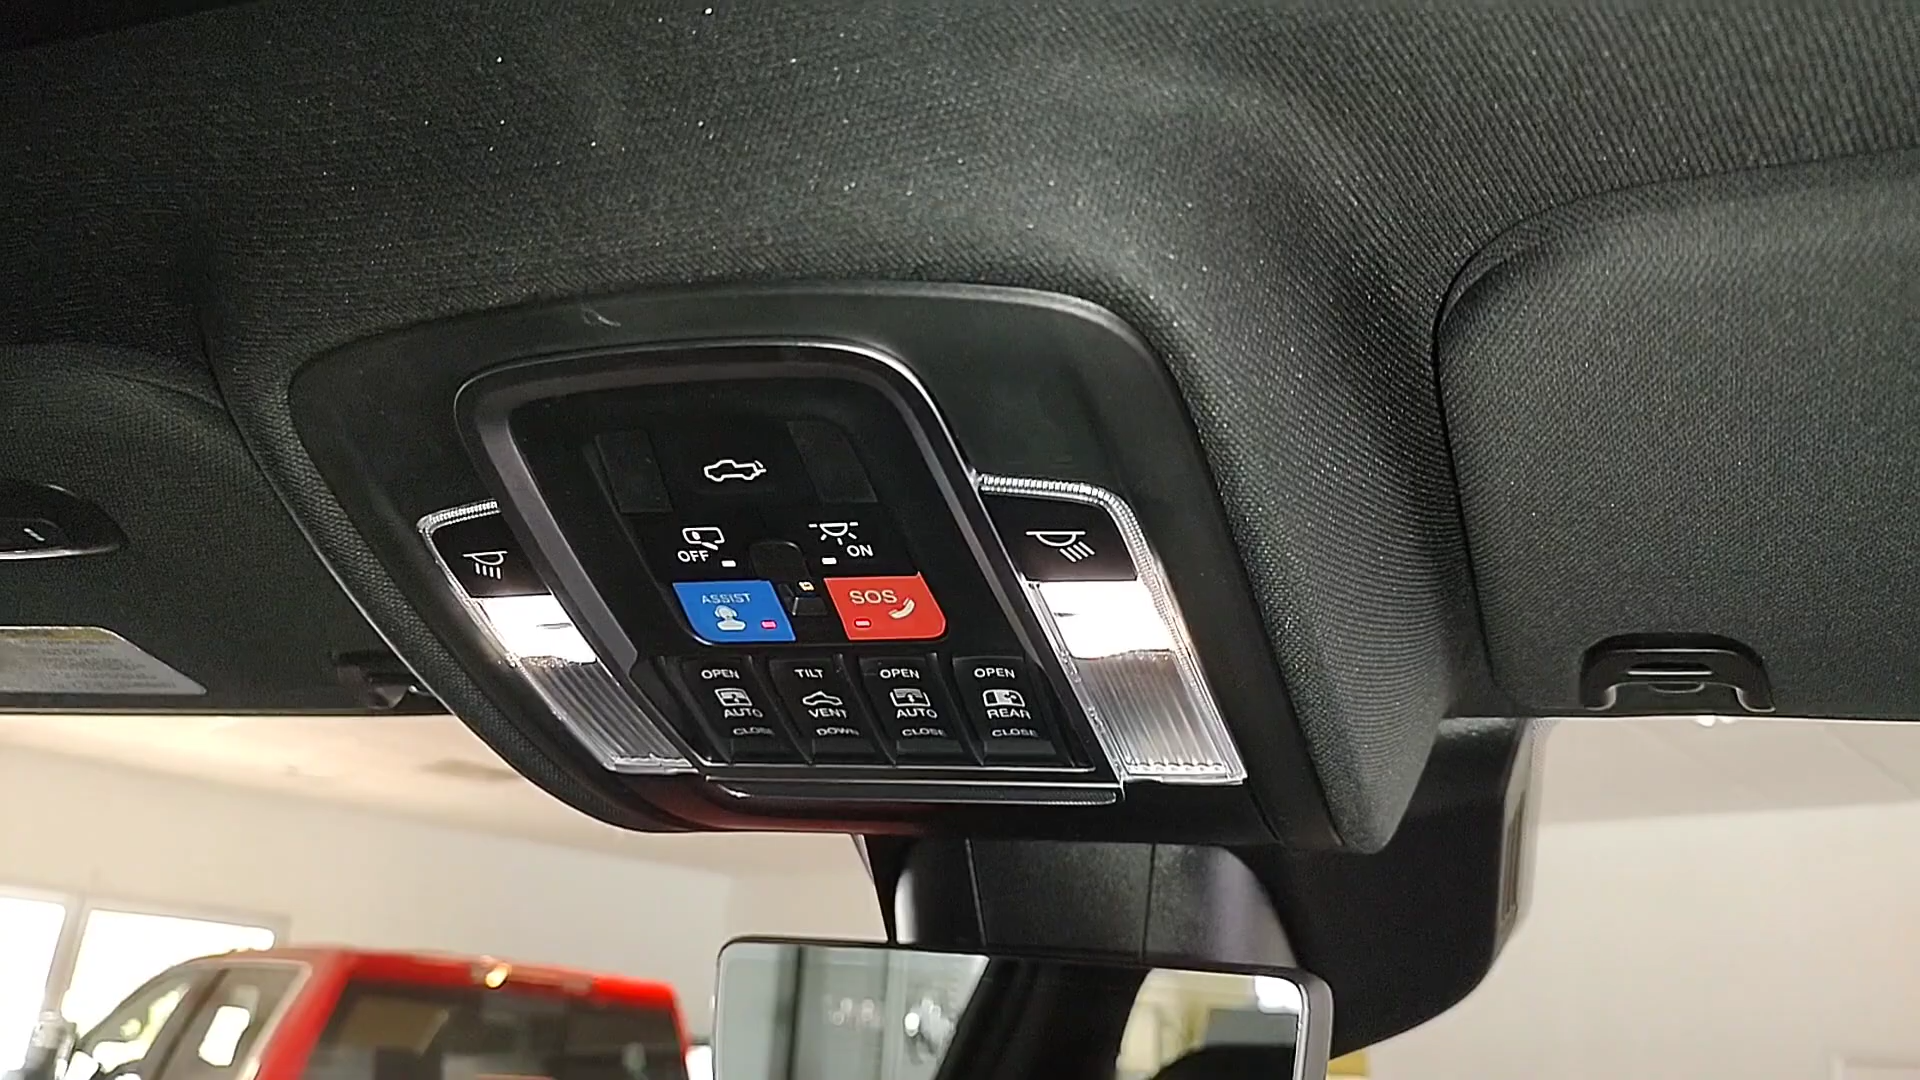 OFF
ON
ASSIST
SOS
OPEN TILT OPEN OPEN
AUTO VENT AUTO REAR
CLOSE DOWN CLOSE CLOSE